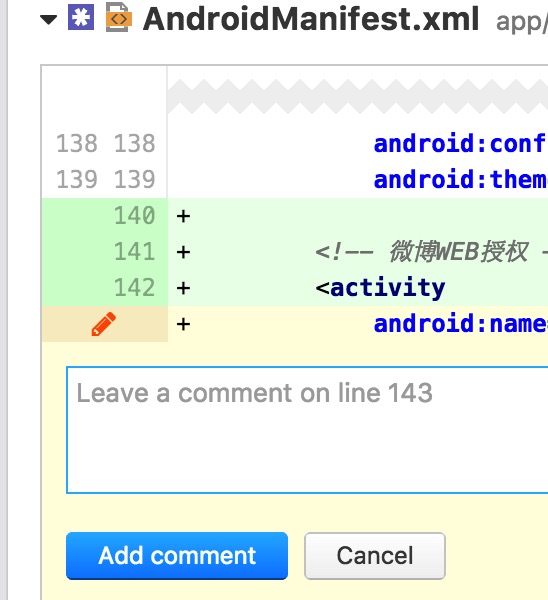 AndroidManifest.xml app/
138 138 android:conf
139 139 android:them
140 +
141 + <!-- 微博WEB授权 -
142 + <activity
+ android:name=
Leave a comment on line 143
Add comment Cancel